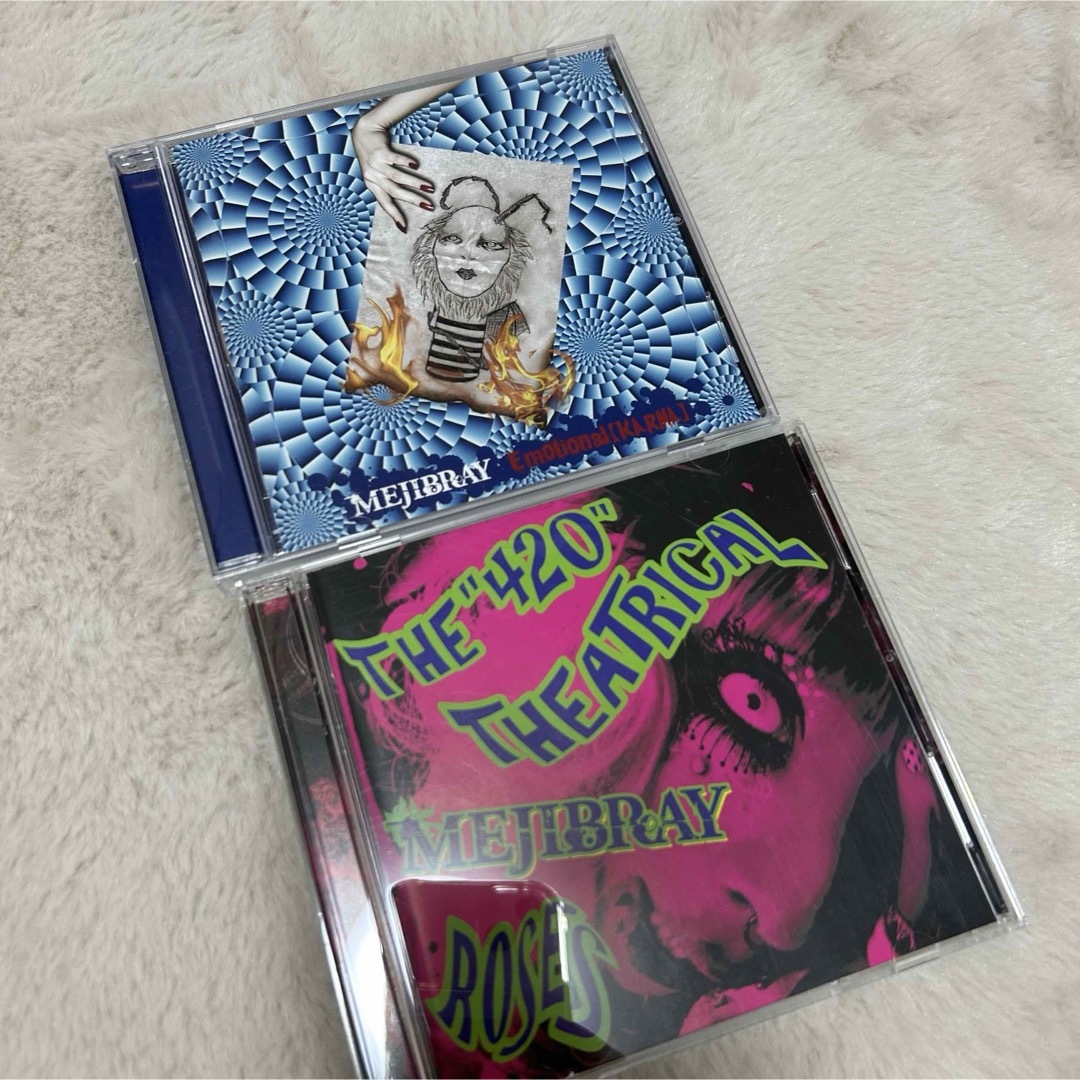 MEJIBRAY Emotional[KARMA]
THE "420"
THEATRICAL
MEJIBRAY
ROSES